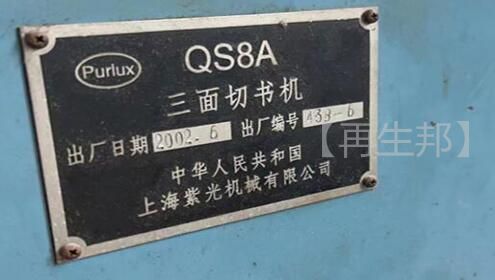 Purlux
QS8A
三面切书机
出厂日期 2002.6 出厂编号 438-6
中华人民共和国
上海紫光机械有限公司
【再生邦】